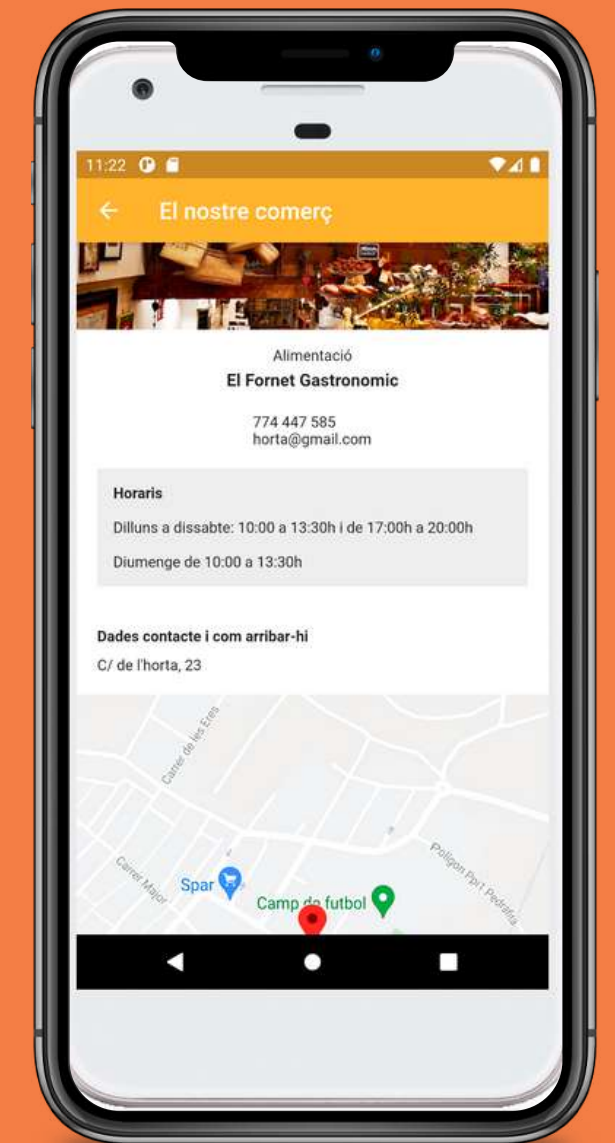 11:22
El nostre comerç
Alimentació
El Fornet Gastronomic
774 447 585
horta@gmail.com
Horaris
Dilluns a dissabte: 10:00 a 13:30h i de 17:00h a 20:00h
Diumenge de 10:00 a 13:30h
Dades contacte i com arribar-hi
C/ de l'horta, 23
Carrer de les Eres
Carrer Major
Spar
Camp de futbol
Polígon Ppi1 Pedrafita